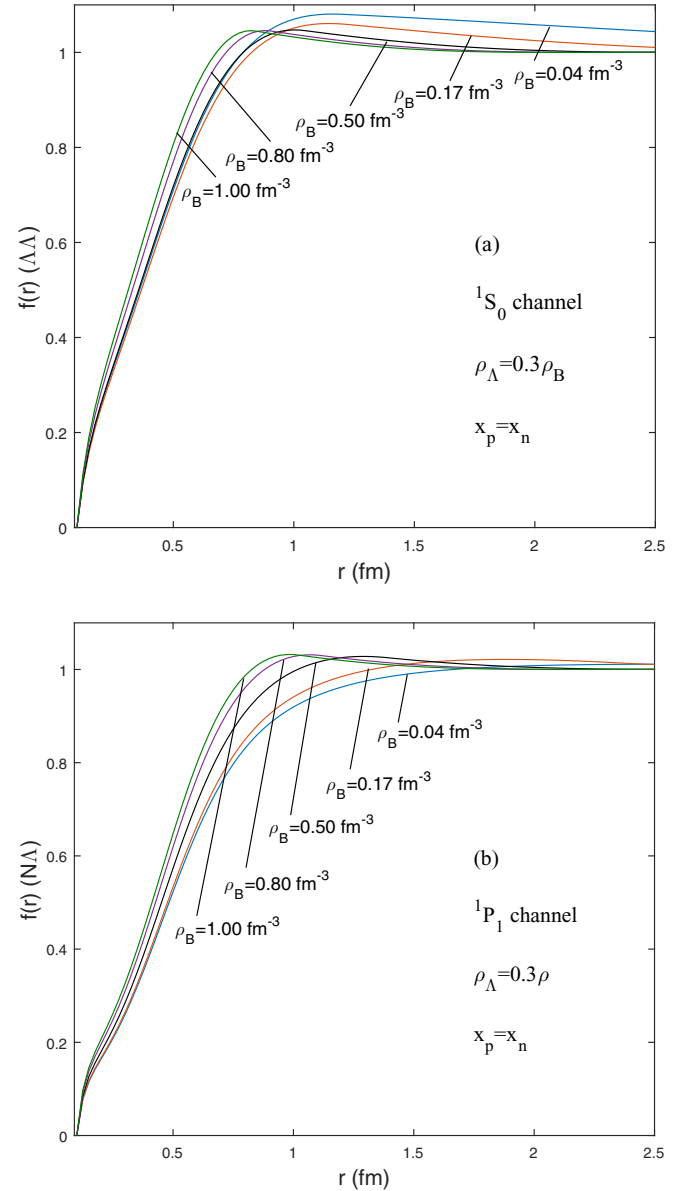 f(r) (ΛΛ)
1
0.8
0.6
0.4
0.2
0
ρB=0.04 fm-3
ρB=0.17 fm-3
ρB=0.50 fm-3
ρB=0.80 fm-3
ρB=1.00 fm-3
(a)
1S0 channel
ρΛ=0.3ρB
xp=xn
0.5 1 1.5 2 2.5
r (fm)
f(r) (NΛ)
1
0.8
0.6
0.4
0.2
0
ρB=0.04 fm-3
ρB=0.17 fm-3
ρB=0.50 fm-3
ρB=0.80 fm-3
ρB=1.00 fm-3
(b)
1P1 channel
ρΛ=0.3ρ
xp=xn
0.5 1 1.5 2 2.5
r (fm)